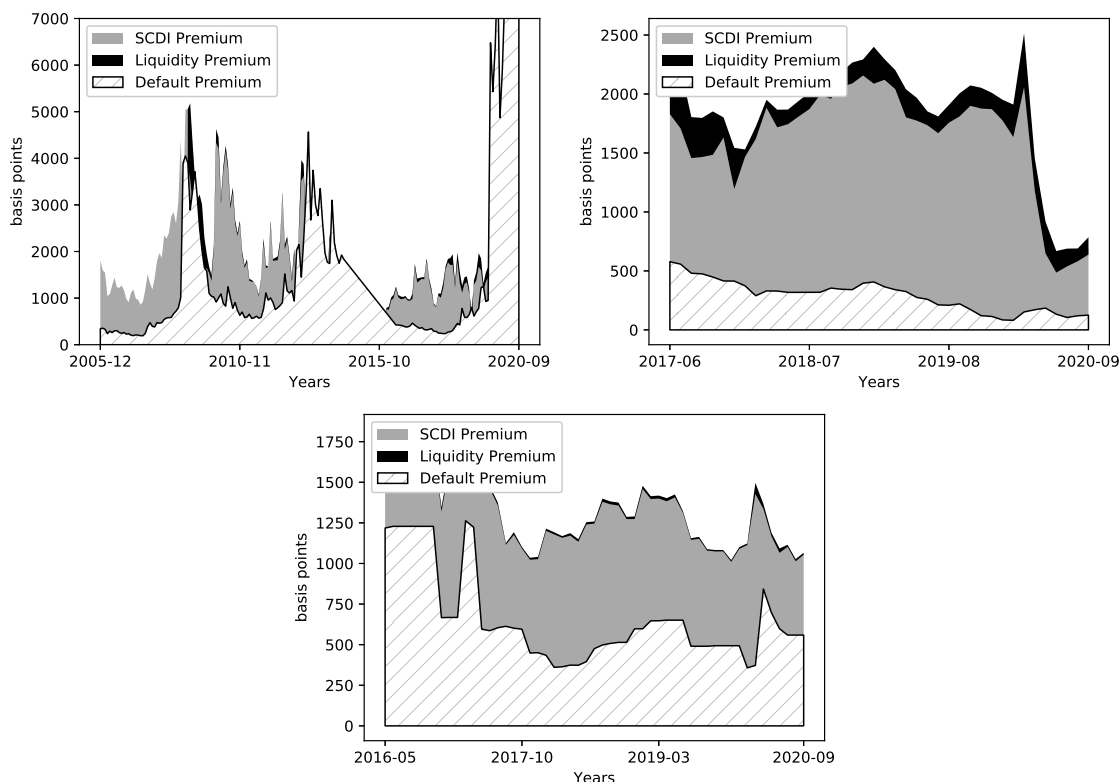 7000
6000
5000
4000
3000
2000
1000
0
basis points
SCDI Premium
Liquidity Premium
Default Premium
2005-12
2010-11
2015-10
2020-09
Years
2500
2000
1500
1000
500
0
basis points
SCDI Premium
Liquidity Premium
Default Premium
2017-06
2018-07
2019-08
2020-09
Years
1750
1500
1250
1000
750
500
250
0
basis points
SCDI Premium
Liquidity Premium
Default Premium
2016-05
2017-10
2019-03
2020-09
Years